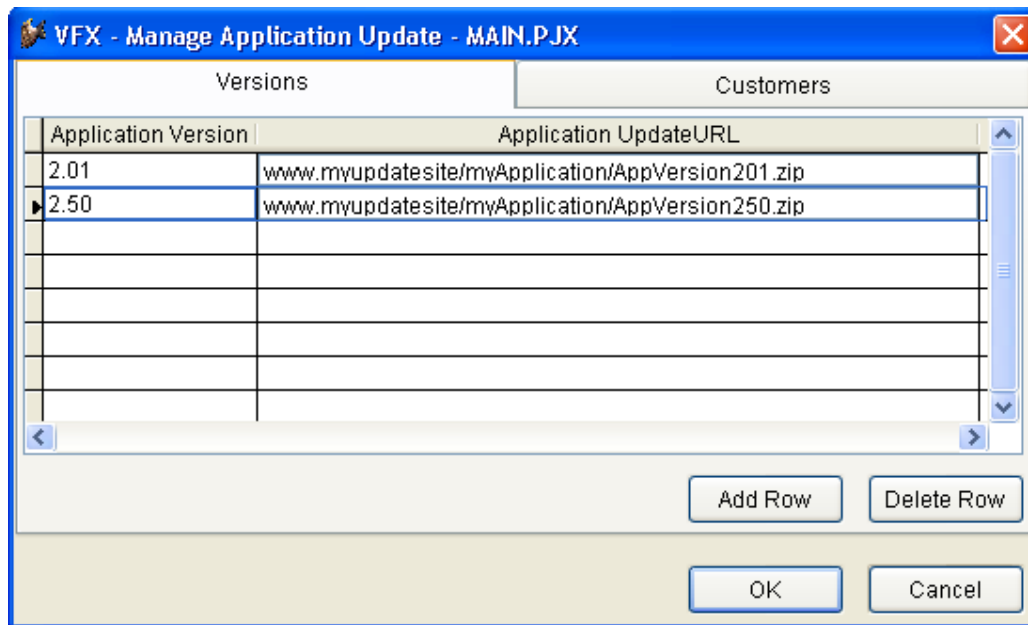 VFX - Manage Application Update - MAIN.PJX
Versions Customers
Application Version Application UpdateURL
2.01 www.myupdatesite/myApplication/AppVersion201.zip
2.50 www.myupdatesite/myApplication/AppVersion250.zip
Add Row Delete Row
OK Cancel